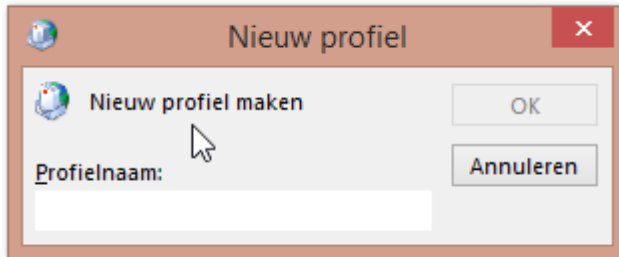 Nieuw profiel
Nieuw profiel maken
OK
Profielnaam:
Annuleren